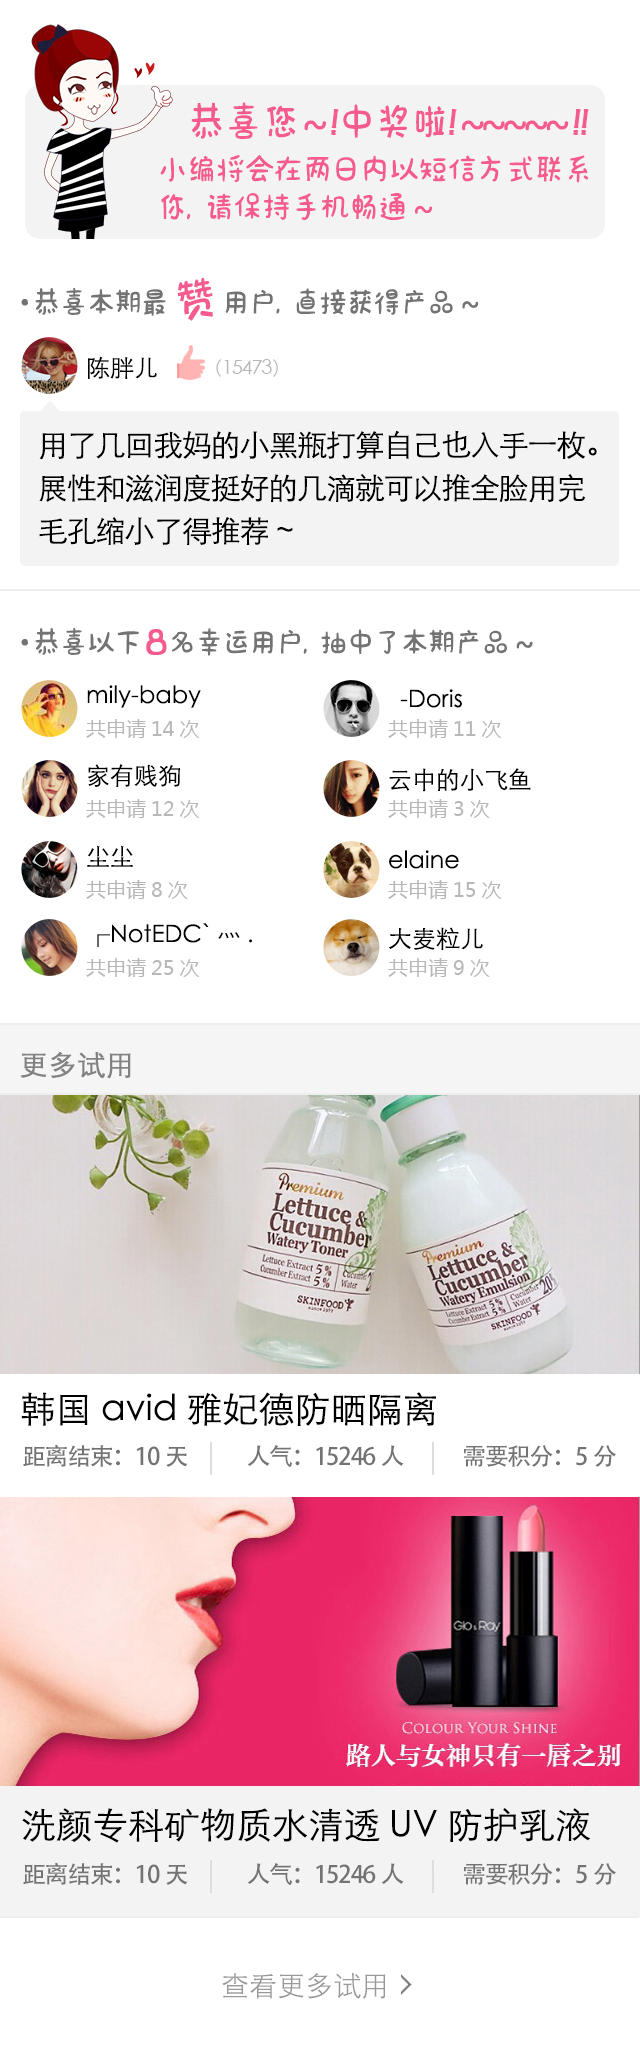 恭喜您~!中奖啦!~~~~~!!
小编将会在两日内以短信方式联系
你, 请保持手机畅通~
•恭喜本期最 赞 用户, 直接获得产品~
陈胖儿 (15473)
用了几回我妈的小黑瓶打算自己也入手一枚。
展性和滋润度挺好的几滴就可以推全脸用完
毛孔缩小了得推荐~
•恭喜以下8名幸运用户, 抽中了本期产品~
mily-baby
共申请 14 次
-Doris
共申请 11 次
家有贱狗
共申请 12 次
云中的小飞鱼
共申请 3 次
尘尘
共申请 8 次
elaine
共申请 15 次
┌NotEDC` 灬 .
共申请 25 次
大麦粒儿
共申请 9 次
更多试用
Premium
Lettuce &
Cucumber
Watery Toner
Lettuce Extract 5%
Cucumber Extract 5%
Cucumber
Water
SKINFOOD
SINCE 1957
Premium
Lettuce &
Cucumber
Watery Emulsion
Lettuce Extract 5%
Cucumber Extract 5%
Cucumber
Water 20%
SKINFOOD
SINCE 1957
韩国 avid 雅妃德防晒隔离
距离结束：10 天
人气：15246 人
需要积分：5 分
Glo&Ray
COLOUR YOUR SHINE
路人与女神只有一唇之别
洗颜专科矿物质水清透 UV 防护乳液
距离结束：10 天
人气：15246 人
需要积分：5 分
查看更多试用 >